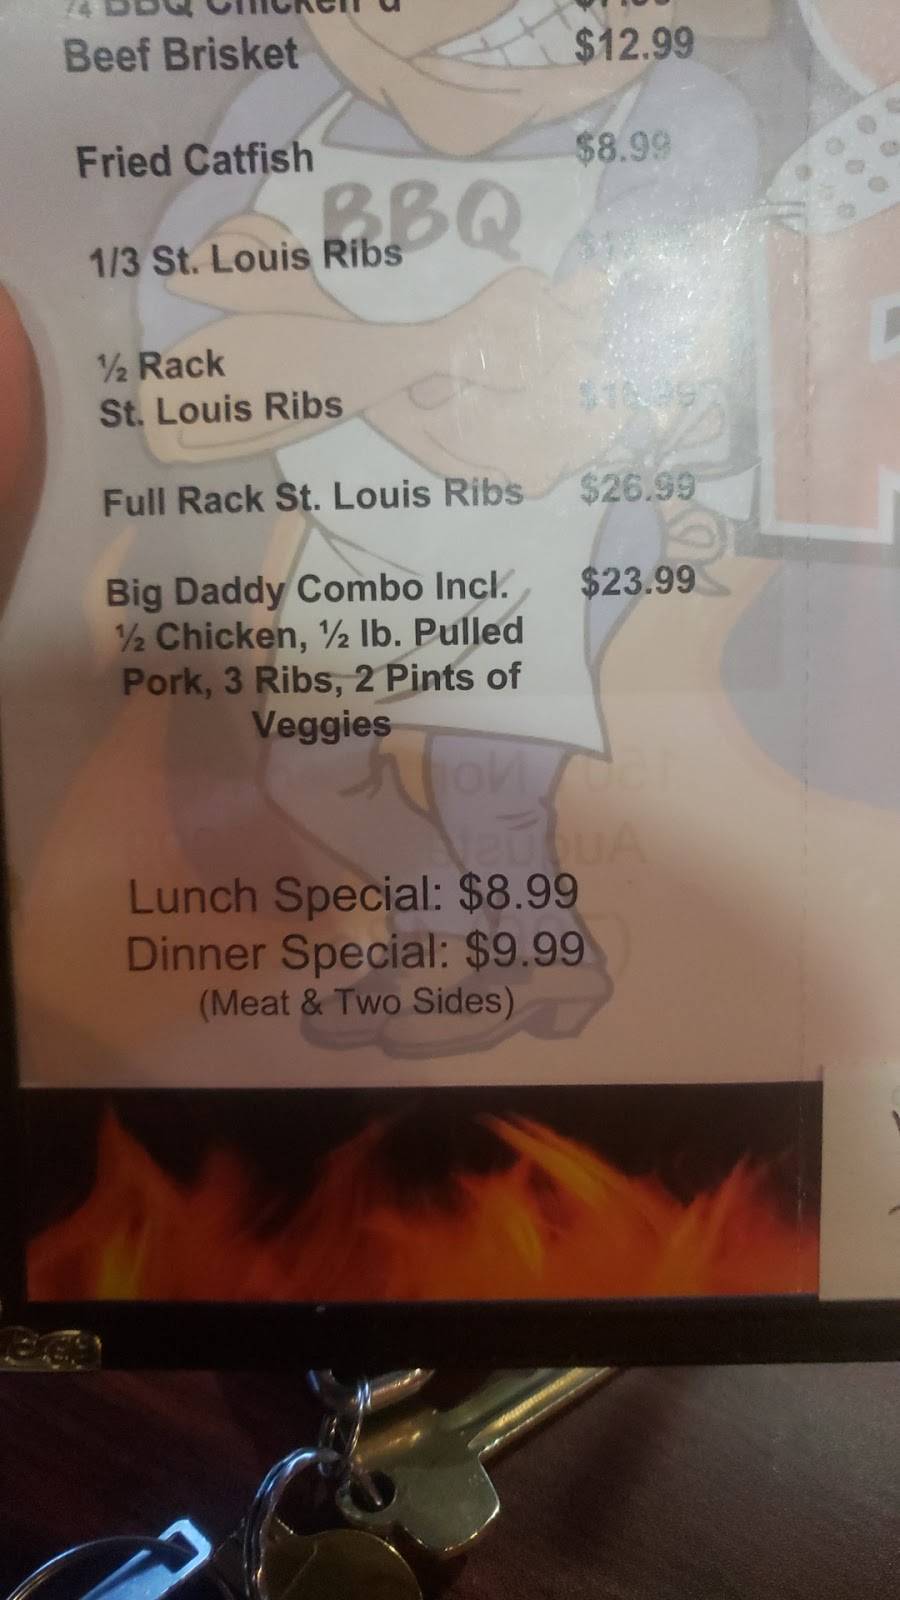 BBQ Chicken
Beef Brisket $12.99
Fried Catfish $8.99
BBQ
1/3 St. Louis Ribs
½ Rack
St. Louis Ribs
Full Rack St. Louis Ribs $26.99
Big Daddy Combo Incl. $23.99
½ Chicken, ½ lb. Pulled
Pork, 3 Ribs, 2 Pints of
Veggies
Lunch Special: $8.99
Dinner Special: $9.99
(Meat & Two Sides)